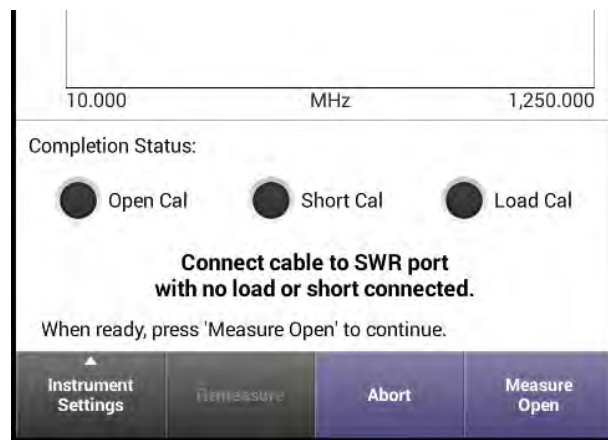 10.000 MHz 1,250.000
Completion Status:
Open Cal Short Cal Load Cal
Connect cable to SWR port
with no load or short connected.
When ready, press 'Measure Open' to continue.
Instrument Settings
Remeasure
Abort
Measure Open